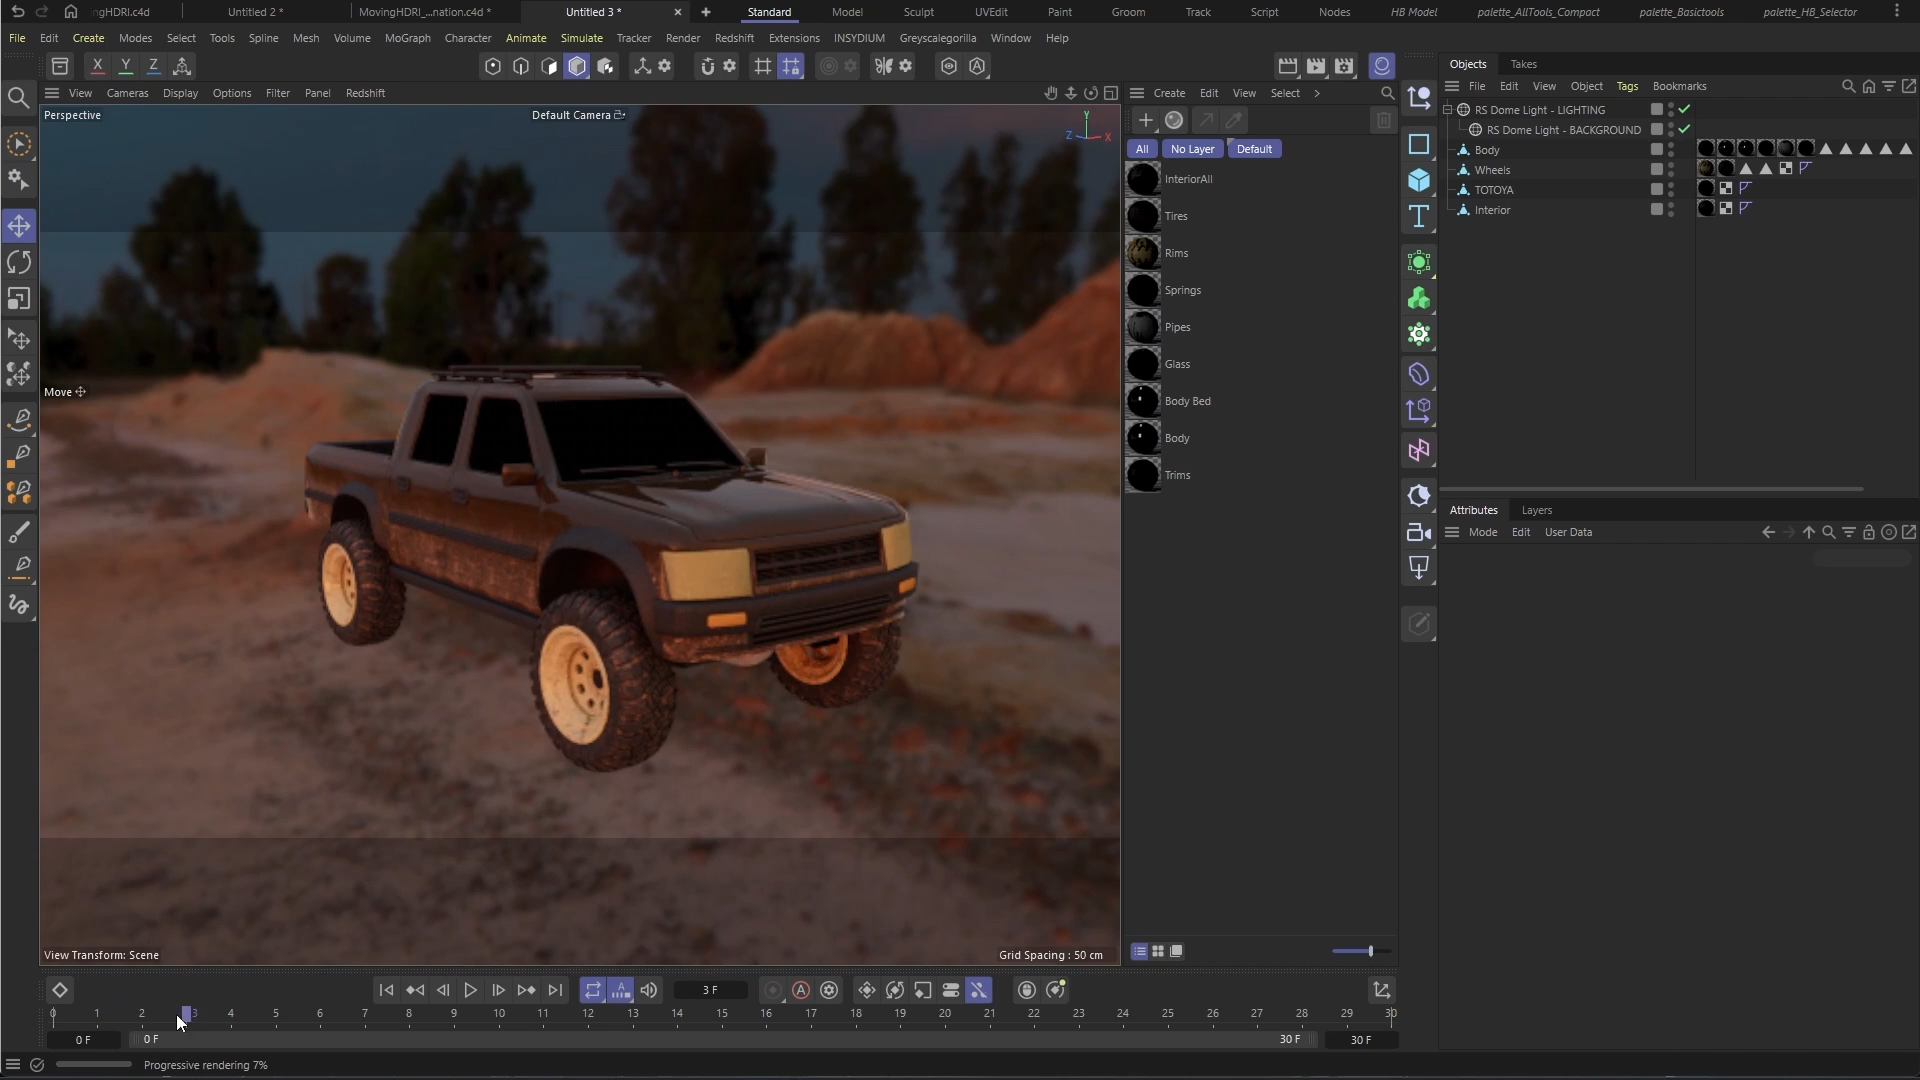 ngHDRI.c4d Untitled 2 * MovingHDRI_...nation.c4d * Untitled 3 * Standard Model Sculpt UVEdit Paint Groom Track Script Nodes HB Model palette_AllTools_Compact palette_Basictools palette_HB_Selector
File Edit Create Modes Select Tools Spline Mesh Volume MoGraph Character Animate Simulate Tracker Render Redshift Extensions INSYDIUM Greyscalegorilla Window Help
X Y Z
Objects Takes
File Edit View Object Tags Bookmarks
View Cameras Display Options Filter Panel Redshift
Create Edit View Select >
Perspective Default Camera
Y
Z X
All No Layer Default
InteriorAll
Tires
Rims
Springs
Pipes
Glass
Body Bed
Body
Trims
RS Dome Light - LIGHTING
RS Dome Light - BACKGROUND
Body
Wheels
TOTOYA
Interior
Attributes Layers
Mode Edit User Data
Move
View Transform: Scene Grid Spacing : 50 cm
3 F
0 1 2 3 4 5 6 7 8 9 10 11 12 13 14 15 16 17 18 19 20 21 22 23 24 25 26 27 28 29 30
0 F 0 F 30 F 30 F
Progressive rendering 7%